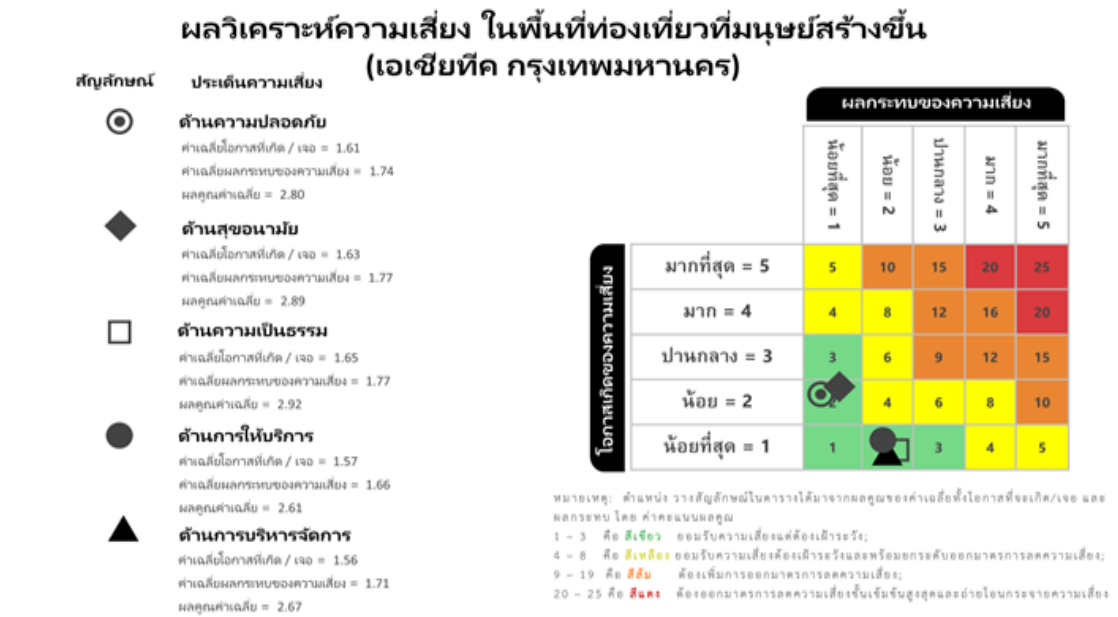 ผลวิเคราะห์ความเสี่ยง ในพื้นที่ท่องเที่ยวที่มนุษย์สร้างขึ้น
(เอเชียทีค กรุงเทพมหานคร)
สัญลักษณ์ ประเด็นความเสี่ยง
ด้านความปลอดภัย
ค่าเฉลี่ยโอกาสที่เกิด / เจอ = 1.61
ค่าเฉลี่ยผลกระทบของความเสี่ยง = 1.74
ผลคูณค่าเฉลี่ย = 2.80
ด้านสุขอนามัย
ค่าเฉลี่ยโอกาสที่เกิด / เจอ = 1.63
ค่าเฉลี่ยผลกระทบของความเสี่ยง = 1.77
ผลคูณค่าเฉลี่ย = 2.89
ด้านความเป็นธรรม
ค่าเฉลี่ยโอกาสที่เกิด / เจอ = 1.65
ค่าเฉลี่ยผลกระทบของความเสี่ยง = 1.77
ผลคูณค่าเฉลี่ย = 2.92
ด้านการให้บริการ
ค่าเฉลี่ยโอกาสที่เกิด / เจอ = 1.57
ค่าเฉลี่ยผลกระทบของความเสี่ยง = 1.66
ผลคูณค่าเฉลี่ย = 2.61
ด้านการบริหารจัดการ
ค่าเฉลี่ยโอกาสที่เกิด / เจอ = 1.56
ค่าเฉลี่ยผลกระทบของความเสี่ยง = 1.71
ผลคูณค่าเฉลี่ย = 2.67
ผลกระทบของความเสี่ยง
น้อยที่สุด = 1 น้อย = 2 ปานกลาง = 3 มาก = 4 มากที่สุด = 5
โอกาสเกิดของความเสี่ยง
มากที่สุด = 5 5 10 15 20 25
มาก = 4 4 8 12 16 20
ปานกลาง = 3 3 6 9 12 15
น้อย = 2 2 4 6 8 10
น้อยที่สุด = 1 1 3 4 5
หมายเหตุ: ตำแหน่ง วางสัญลักษณ์ในตารางได้มาจากผลคูณของค่าเฉลี่ยทั้งโอกาสที่จะเกิด/เจอ และ
ผลกระทบ โดย ค่าคะแนนผลคูณ
1 – 3 คือ สีเขียว ยอมรับความเสี่ยงแต่ต้องเฝ้าระวัง;
4 – 8 คือ สีเหลือง ยอมรับความเสี่ยงต้องเฝ้าระวังและพร้อมยกระดับออกมาตรการลดความเสี่ยง;
9 – 19 คือ สีส้ม ต้องเพิ่มการออกมาตรการลดความเสี่ยง;
20 – 25 คือ สีแดง ต้องออกมาตรการลดความเสี่ยงขั้นเข้มข้นสูงสุดและถ่ายโอนกระจายความเสี่ยง